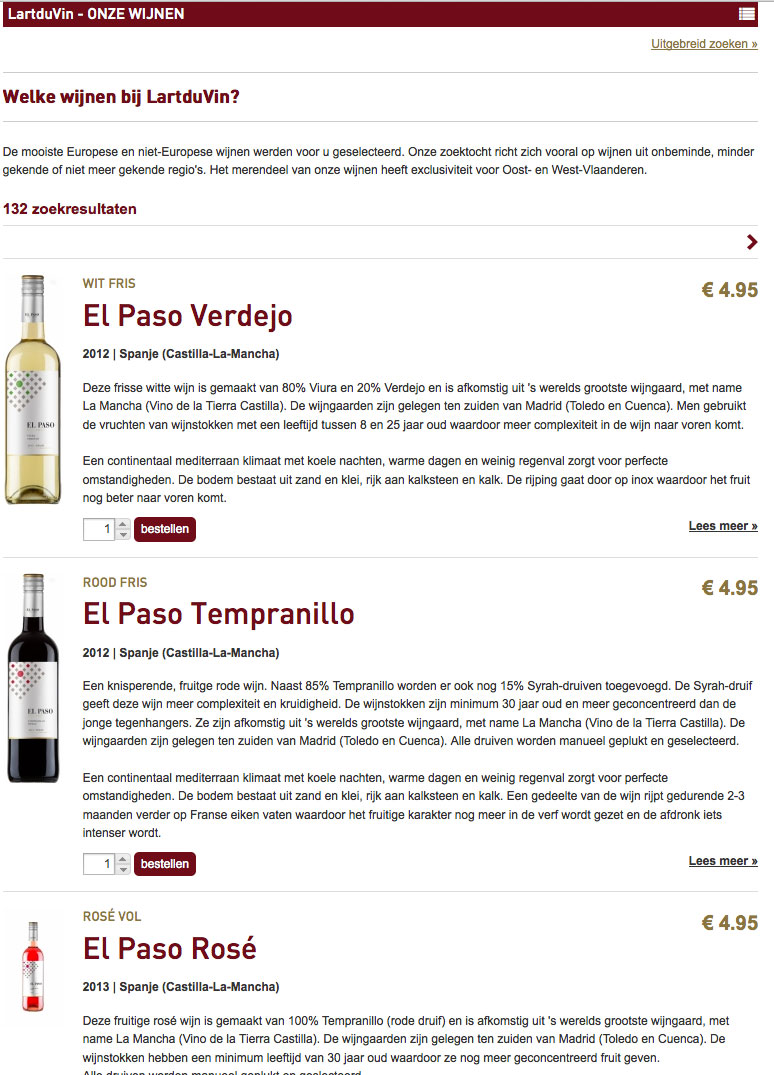 LartduVin - ONZE WIJNEN
Uitgebreid zoeken »
Welke wijnen bij LartduVin?
De mooiste Europese en niet-Europese wijnen werden voor u geselecteerd. Onze zoektocht richt zich vooral op wijnen uit onbeminde, minder
gekende of niet meer gekende regio's. Het merendeel van onze wijnen heeft exclusiviteit voor Oost- en West-Vlaanderen.
132 zoekresultaten
WIT FRIS
€ 4.95
El Paso Verdejo
2012 | Spanje (Castilla-La-Mancha)
Deze frisse witte wijn is gemaakt van 80% Viura en 20% Verdejo en is afkomstig uit 's werelds grootste wijngaard, met name
La Mancha (Vino de la Tierra Castilla). De wijngaarden zijn gelegen ten zuiden van Madrid (Toledo en Cuenca). Men gebruikt
de vruchten van wijnstokken met een leeftijd tussen 8 en 25 jaar oud waardoor meer complexiteit in de wijn naar voren komt.
EL PASO
Een continentaal mediterraan klimaat met koele nachten, warme dagen en weinig regenval zorgt voor perfecte
omstandigheden. De bodem bestaat uit zand en klei, rijk aan kalksteen en kalk. De rijping gaat door op inox waardoor het fruit
nog beter naar voren komt.
1 bestellen
Lees meer »
ROOD FRIS
€ 4.95
El Paso Tempranillo
2012 | Spanje (Castilla-La-Mancha)
Een knisperende, fruitge rode wijn. Naast 85% Tempranillo worden er ook nog 15% Syrah-druiven toegevoegd. De Syrah-druif
geeft deze wijn meer complexiteit en kruidigheid. De wijnstokken zijn minimum 30 jaar oud en meer geconcentreerd dan de
jonge tegenhangers. Ze zijn afkomstig uit 's werelds grootste wijngaard, met name La Mancha (Vino de la Tierra Castilla). De
wijngaarden zijn gelegen ten zuiden van Madrid (Toledo en Cuenca). Alle druiven worden manueel geplukt en geselecteerd.
EL PASO
Een continentaal mediterraan klimaat met koele nachten, warme dagen en weinig regenval zorgt voor perfecte
omstandigheden. De bodem bestaat uit zand en klei, rijk aan kalksteen en kalk. Een gedeelte van de wijn rijpt gedurende 2-3
maanden verder op Franse eiken vaten waardoor het fruitige karakter nog meer in de verf wordt gezet en de afdronk iets
intenser wordt.
1 bestellen
Lees meer »
ROSÉ VOL
€ 4.95
El Paso Rosé
2013 | Spanje (Castilla-La-Mancha)
Deze fruitige rosé wijn is gemaakt van 100% Tempranillo (rode druif) en is afkomstig uit 's werelds grootste wijngaard, met
name La Mancha (Vino de la Tierra Castilla). De wijngaarden zijn gelegen ten zuiden van Madrid (Toledo en Cuenca). De
wijnstokken hebben een minimum leeftijd van 30 jaar oud waardoor ze nog meer geconcentreerd fruit geven.
Alle druiven worden manueel geplukt en geselecteerd